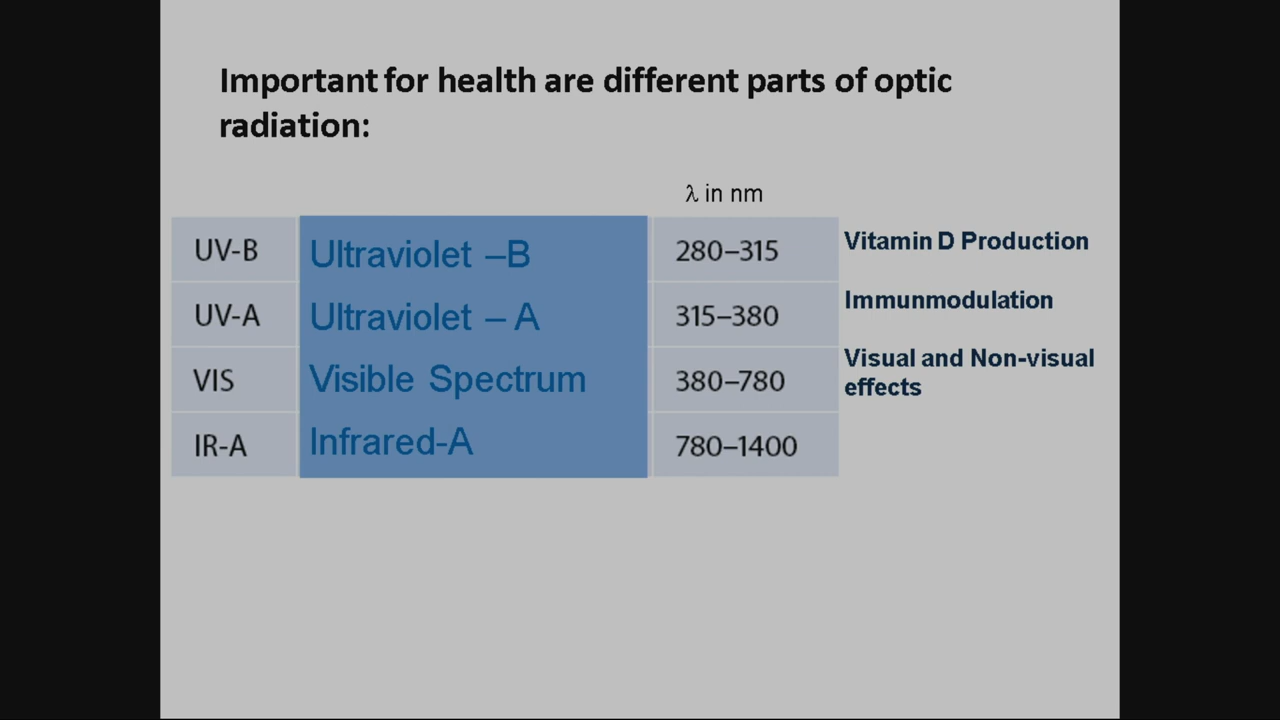 Important for health are different parts of optic
radiation:
λ in nm
UV-B Ultraviolet –B 280–315 Vitamin D Production
UV-A Ultraviolet – A 315–380 Immunmodulation
VIS Visible Spectrum 380–780 Visual and Non-visual
effects
IR-A Infrared-A 780–1400